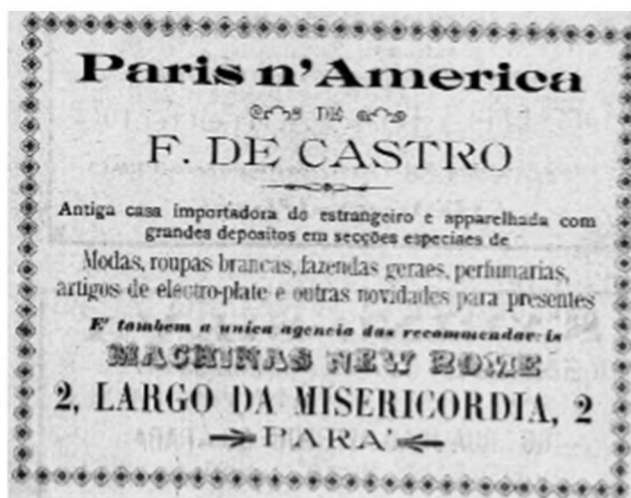 Paris n'America
DE
F. DE CASTRO
Antiga casa importadora do estrangeiro e apparelhada com
grandes depositos em secções especiaes de
Modas, roupas brancas, fazendas geraes, perfumarias,
artigos de electro-plate e outras novidades para presentes
E' tambem a unica agencia das recommendaveis
MACHINAS NEW HOME
2, LARGO DA MISERICORDIA, 2
PARA'